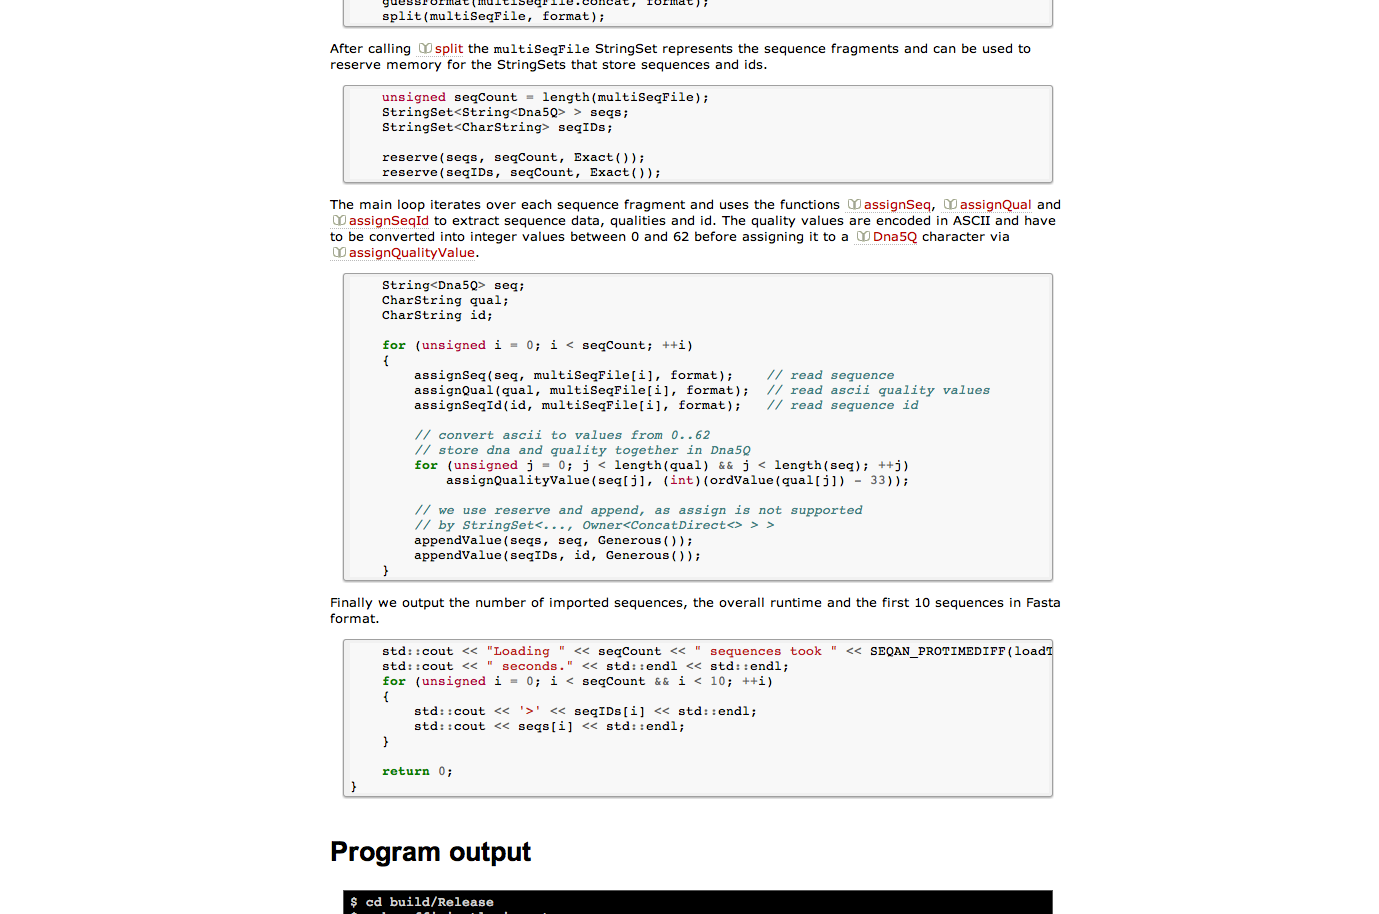 guessFormat(multiSeqFile.concat, format);
split(multiSeqFile, format);
After calling split the multiSeqFile StringSet represents the sequence fragments and can be used to
reserve memory for the StringSets that store sequences and ids.
unsigned seqCount = length(multiSeqFile);
StringSet<String<Dna5Q> > seqs;
StringSet<CharString> seqIDs;
reserve(seqs, seqCount, Exact());
reserve(seqIDs, seqCount, Exact());
The main loop iterates over each sequence fragment and uses the functions assignSeq, assignQual and
assignSeqId to extract sequence data, qualities and id. The quality values are encoded in ASCII and have
to be converted into integer values between 0 and 62 before assigning it to a Dna5Q character via
assignQualityValue.
String<Dna5Q> seq;
CharString qual;
CharString id;
for (unsigned i = 0; i < seqCount; ++i)
{
assignSeq(seq, multiSeqFile[i], format);    // read sequence
assignQual(qual, multiSeqFile[i], format);  // read ascii quality values
assignSeqId(id, multiSeqFile[i], format);   // read sequence id
// convert ascii to values from 0..62
// store dna and quality together in Dna5Q
for (unsigned j = 0; j < length(qual) && j < length(seq); ++j)
assignQualityValue(seq[j], (int)(ordValue(qual[j]) - 33));
// we use reserve and append, as assign is not supported
// by StringSet<..., Owner<ConcatDirect<> > >
appendValue(seqs, seq, Generous());
appendValue(seqIDs, id, Generous());
}
Finally we output the number of imported sequences, the overall runtime and the first 10 sequences in Fasta
format.
std::cout << "Loading " << seqCount << " sequences took " << SEQAN_PROTIMEDIFF(loadT
std::cout << " seconds." << std::endl << std::endl;
for (unsigned i = 0; i < seqCount && i < 10; ++i)
{
std::cout << '>' << seqIDs[i] << std::endl;
std::cout << seqs[i] << std::endl;
}
return 0;
}
Program output
$ cd build/Release